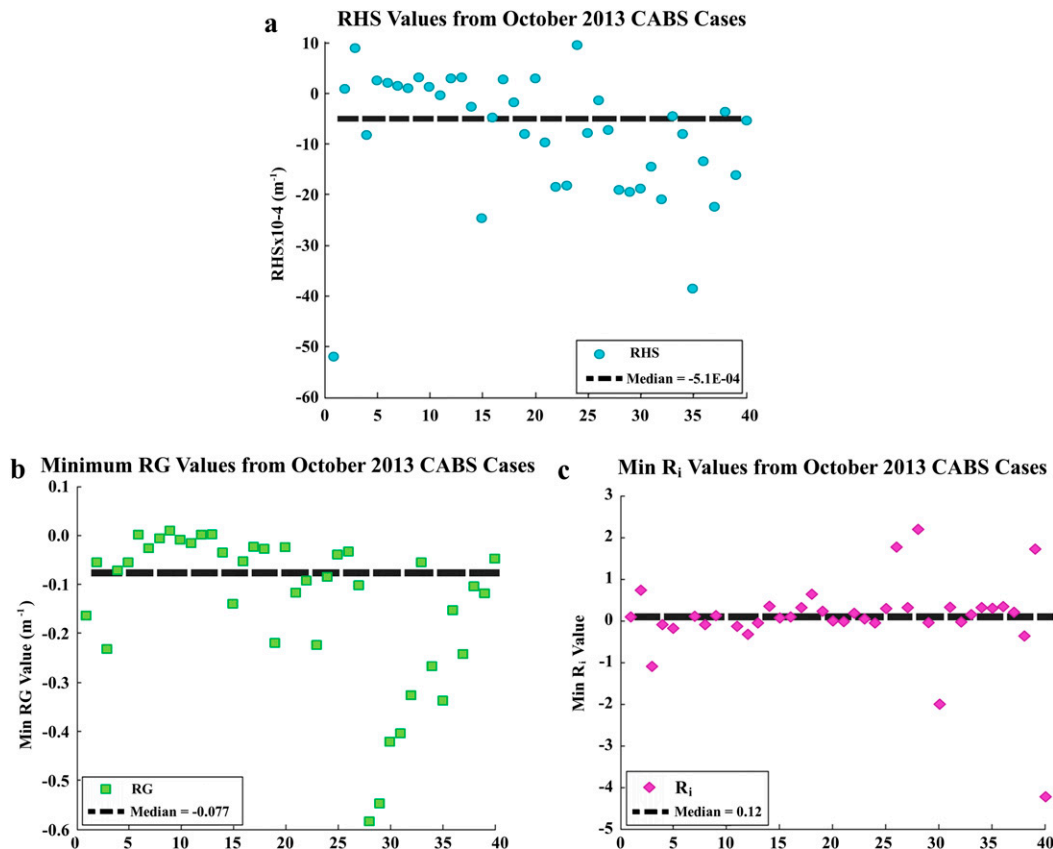 a RHS Values from October 2013 CABS Cases
10
0
-10
-20
-30
-40
-50
-60
RHSx10-4 (m⁻¹)
RHS
Median = -5.1E-04
0 5 10 15 20 25 30 35 40
b Minimum RG Values from October 2013 CABS Cases
0.1
0.0
-0.1
-0.2
-0.3
-0.4
-0.5
-0.6
Min RG Value (m⁻¹)
RG
Median = -0.077
0 5 10 15 20 25 30 35 40
c Min Rᵢ Values from October 2013 CABS Cases
3
2
1
0
-1
-2
-3
-4
-5
Min Rᵢ Value
Rᵢ
Median = 0.12
0 5 10 15 20 25 30 35 40